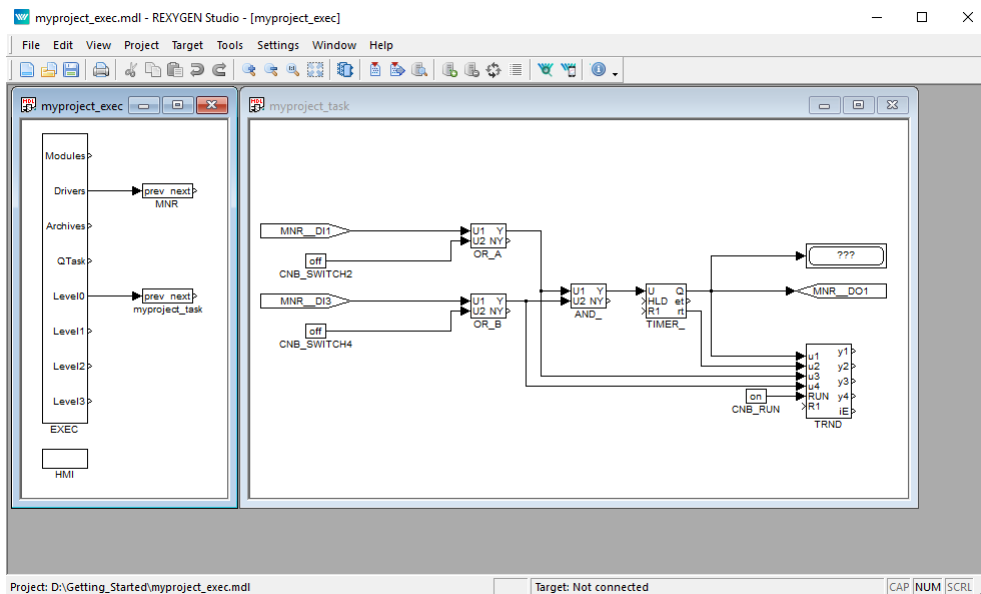 myproject_exec.mdl - REXYGEN Studio - [myproject_exec]
File Edit View Project Target Tools Settings Window Help
myproject_exec
Modules
Drivers
prev next
MNR
Archives
QTask
Level0
prev next
myproject_task
Level1
Level2
Level3
EXEC
HMI
myproject_task
MNR__DI1
U1 Y
U2 NY
OR_A
off
CNB_SWITCH2
MNR__DI3
U1 Y
U2 NY
OR_B
off
CNB_SWITCH4
U1 Y
U2 NY
AND_
U Q
HLD et
R1 rt
TIMER_
???
MNR__DO1
u1 y1
u2 y2
u3 y3
u4 y4
RUN iE
R1
TRND
on
CNB_RUN
Project: D:\Getting_Started\myproject_exec.mdl
Target: Not connected
CAP NUM SCRL